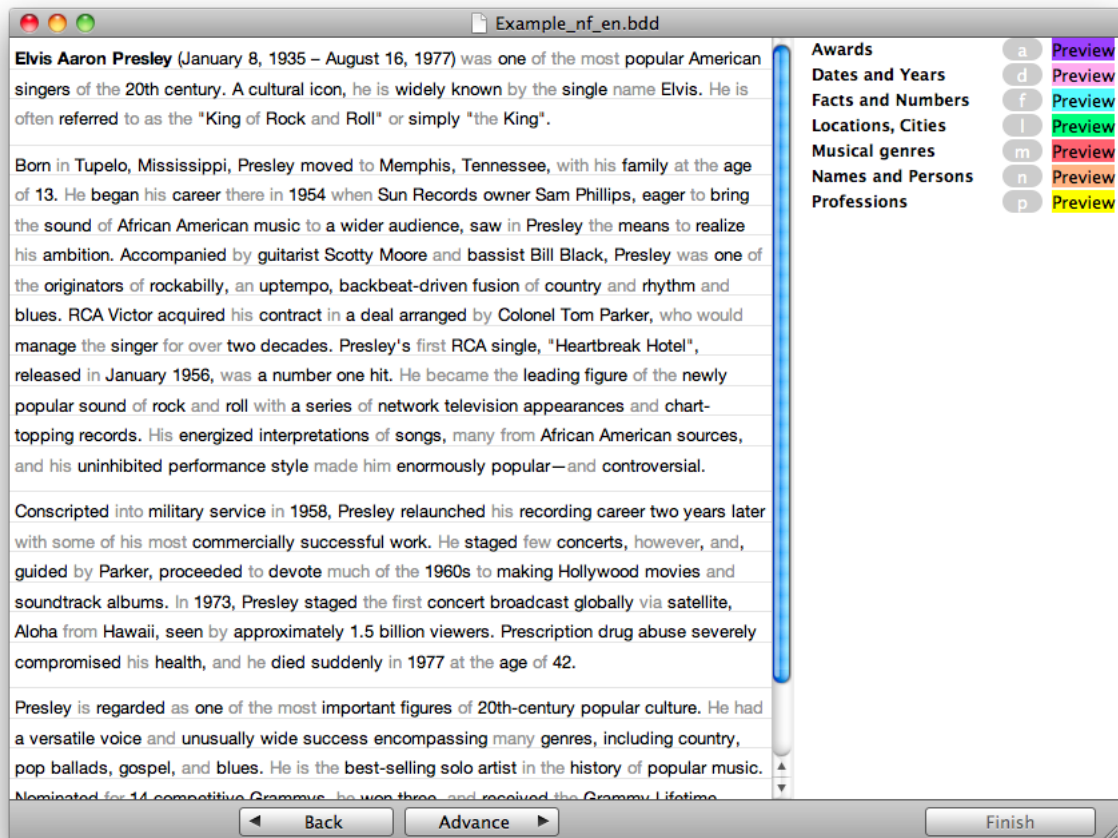 Example_nf_en.bdd
Elvis Aaron Presley (January 8, 1935 – August 16, 1977) was one of the most popular American
singers of the 20th century. A cultural icon, he is widely known by the single name Elvis. He is
often referred to as the "King of Rock and Roll" or simply "the King".
Born in Tupelo, Mississippi, Presley moved to Memphis, Tennessee, with his family at the age
of 13. He began his career there in 1954 when Sun Records owner Sam Phillips, eager to bring
the sound of African American music to a wider audience, saw in Presley the means to realize
his ambition. Accompanied by guitarist Scotty Moore and bassist Bill Black, Presley was one of
the originators of rockabilly, an uptempo, backbeat-driven fusion of country and rhythm and
blues. RCA Victor acquired his contract in a deal arranged by Colonel Tom Parker, who would
manage the singer for over two decades. Presley's first RCA single, "Heartbreak Hotel",
released in January 1956, was a number one hit. He became the leading figure of the newly
popular sound of rock and roll with a series of network television appearances and chart-
topping records. His energized interpretations of songs, many from African American sources,
and his uninhibited performance style made him enormously popular—and controversial.
Conscripted into military service in 1958, Presley relaunched his recording career two years later
with some of his most commercially successful work. He staged few concerts, however, and,
guided by Parker, proceeded to devote much of the 1960s to making Hollywood movies and
soundtrack albums. In 1973, Presley staged the first concert broadcast globally via satellite,
Aloha from Hawaii, seen by approximately 1.5 billion viewers. Prescription drug abuse severely
compromised his health, and he died suddenly in 1977 at the age of 42.
Presley is regarded as one of the most important figures of 20th-century popular culture. He had
a versatile voice and unusually wide success encompassing many genres, including country,
pop ballads, gospel, and blues. He is the best-selling solo artist in the history of popular music.
Nominated for 14 competitive Grammys, he won three, and received the Grammy Lifetime
Awards a Preview
Dates and Years d Preview
Facts and Numbers f Preview
Locations, Cities l Preview
Musical genres m Preview
Names and Persons n Preview
Professions p Preview
Back
Advance
Finish